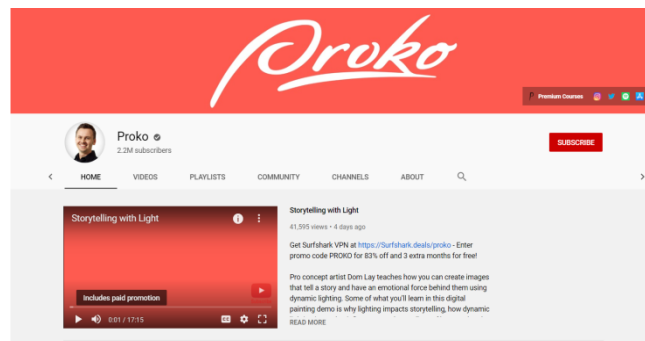 Proko
Premium Courses
Proko
2.2M subscribers
SUBSCRIBE
HOME VIDEOS PLAYLISTS COMMUNITY CHANNELS ABOUT
Storytelling with Light
Includes paid promotion
0:01 / 17:15
Storytelling with Light
41,595 views • 4 days ago
Get Surfshark VPN at https://Surfshark.deals/proko - Enter
promo code PROKO for 83% off and 3 extra months for free!
Pro concept artist Dom Lay teaches how you can create images
that tell a story and have an emotional force behind them using
dynamic lighting. Some of what you'll learn in this digital
painting demo is why lighting impacts storytelling, how dynamic
READ MORE